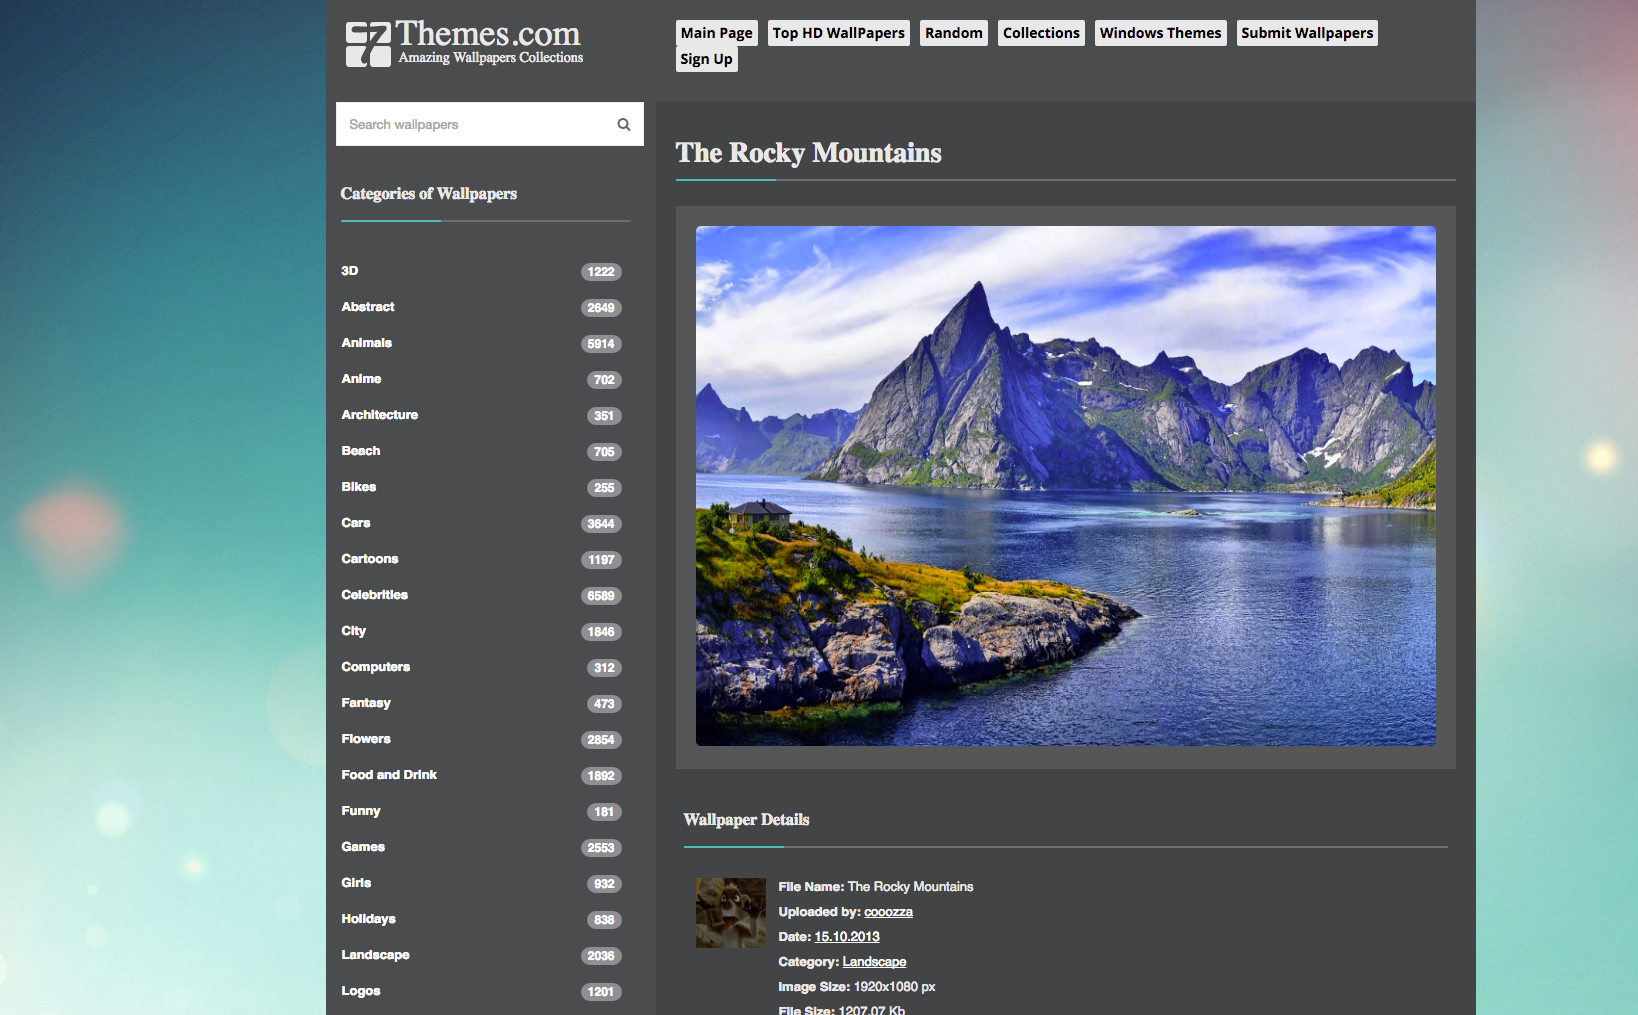 Themes.com
Amazing Wallpapers Collections
Main Page
Top HD WallPapers
Random
Collections
Windows Themes
Submit Wallpapers
Sign Up
Search wallpapers
Categories of Wallpapers
3D 1222
Abstract 2649
Animals 5914
Anime 702
Architecture 351
Beach 705
Bikes 255
Cars 3644
Cartoons 1197
Celebrities 6589
City 1846
Computers 312
Fantasy 473
Flowers 2854
Food and Drink 1892
Funny 181
Games 2553
Girls 932
Holidays 838
Landscape 2036
Logos 1201
The Rocky Mountains
Wallpaper Details
File Name: The Rocky Mountains
Uploaded by: cooozza
Date: 15.10.2013
Category: Landscape
Image Size: 1920x1080 px
File Size: 1207.07 Kb